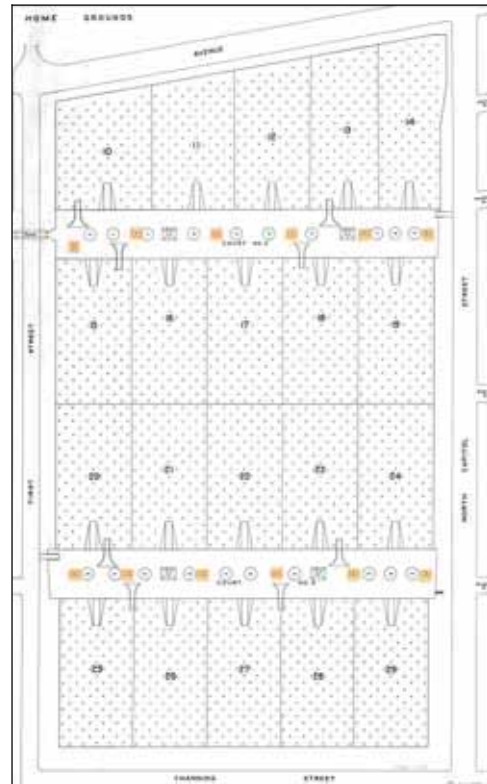 HOME GROUNDS
AVENUE
10
11
12
13
14
COURT NO. 2
15
16
17
18
19
STREET
STREET
20
21
22
23
24
FIRST
NORTH CAPITOL
COURT NO. 3
25
26
27
28
29
CHANNING STREET